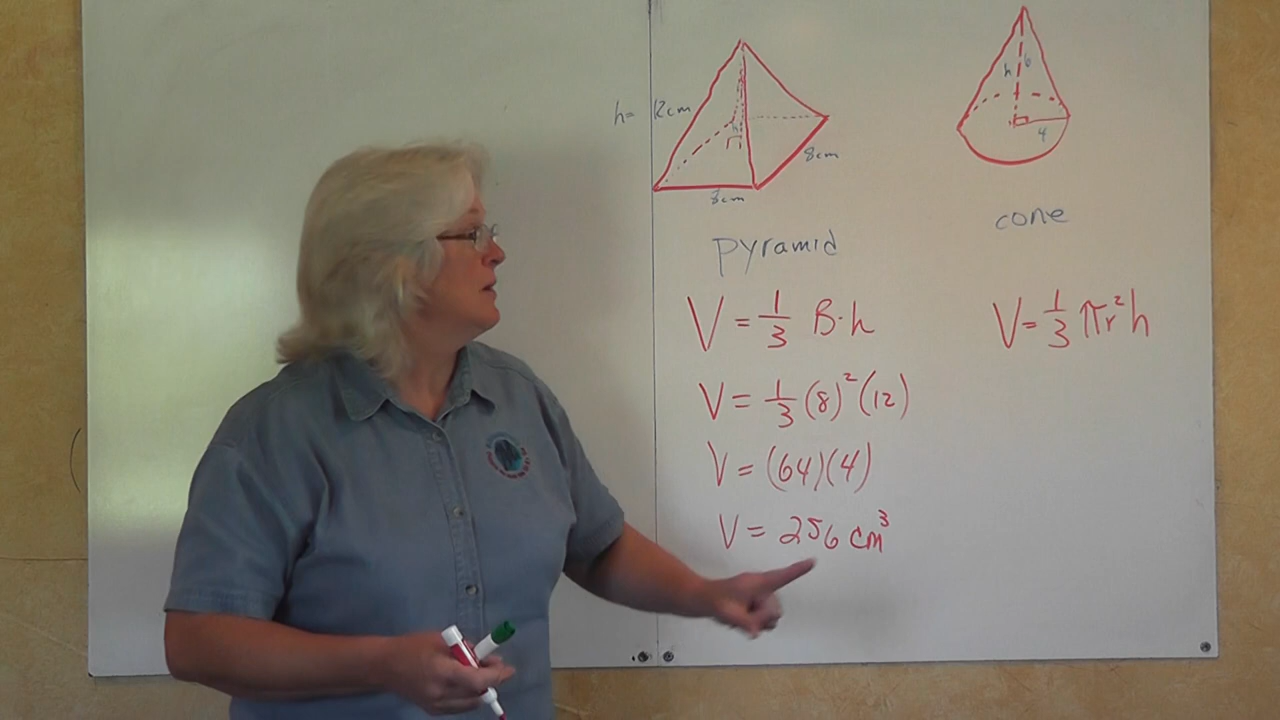 h= 12cm
h
8cm
8cm
pyramid
V = 1/3 B·h
V = 1/3 (8)² (12)
V = (64)(4)
V = 256 cm³
h 6
4
cone
V = 1/3 πr²h